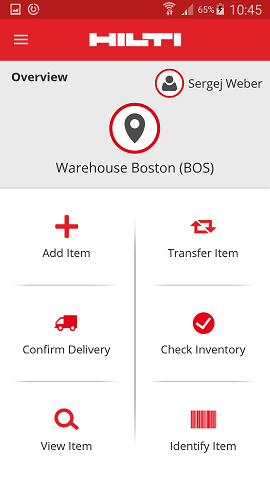 65% 10:45
HILTI
Overview
Sergej Weber
Warehouse Boston (BOS)
Add Item
Transfer Item
Confirm Delivery
Check Inventory
View Item
Identify Item